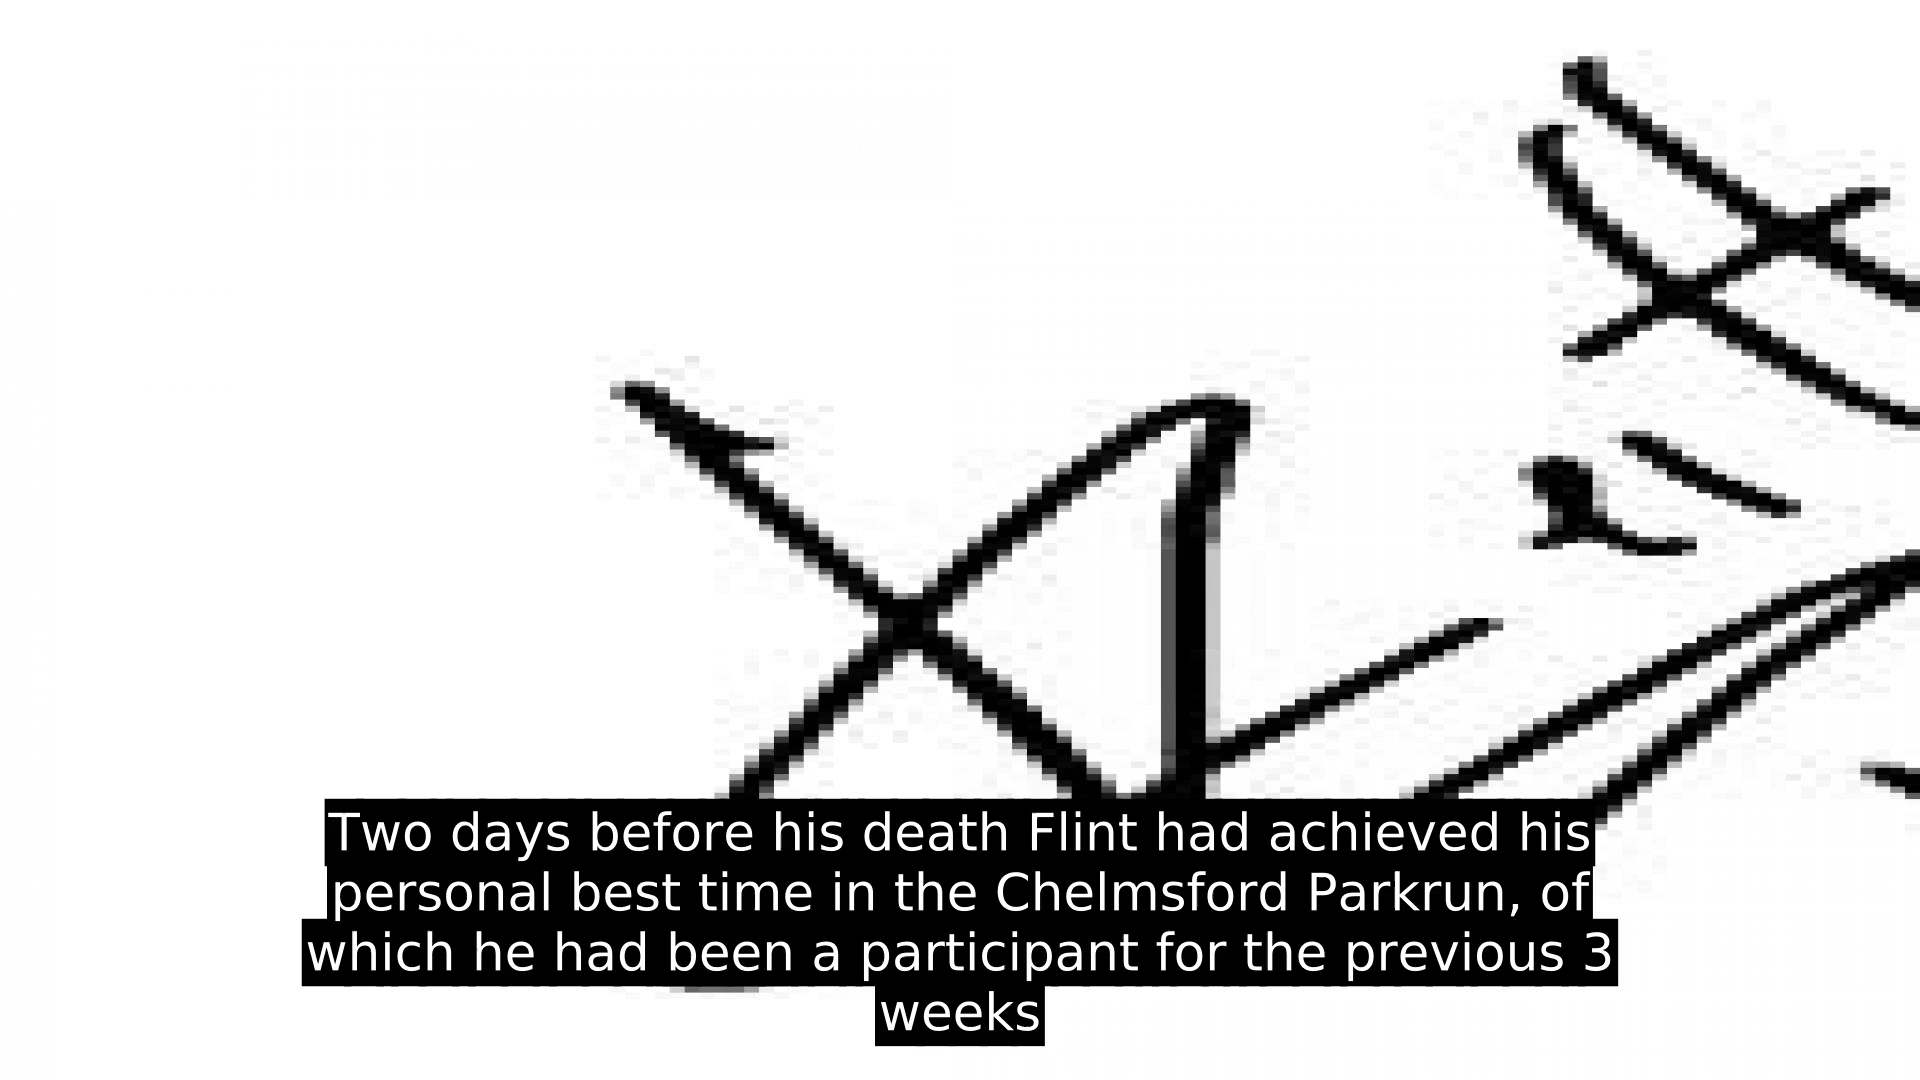 Two days before his death Flint had achieved his
personal best time in the Chelmsford Parkrun, of
which he had been a participant for the previous 3
weeks